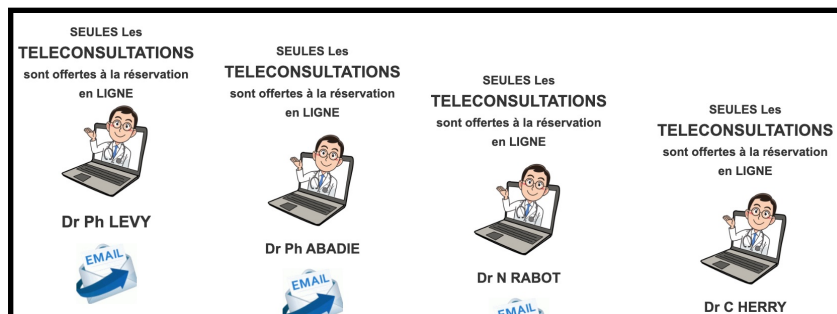 SEULES Les
TELECONSULTATIONS
sont offertes à la réservation
en LIGNE
Dr Ph LEVY
EMAIL
SEULES Les
TELECONSULTATIONS
sont offertes à la réservation
en LIGNE
Dr Ph ABADIE
EMAIL
SEULES Les
TELECONSULTATIONS
sont offertes à la réservation
en LIGNE
Dr N RABOT
EMAIL
SEULES Les
TELECONSULTATIONS
sont offertes à la réservation
en LIGNE
Dr C HERRY